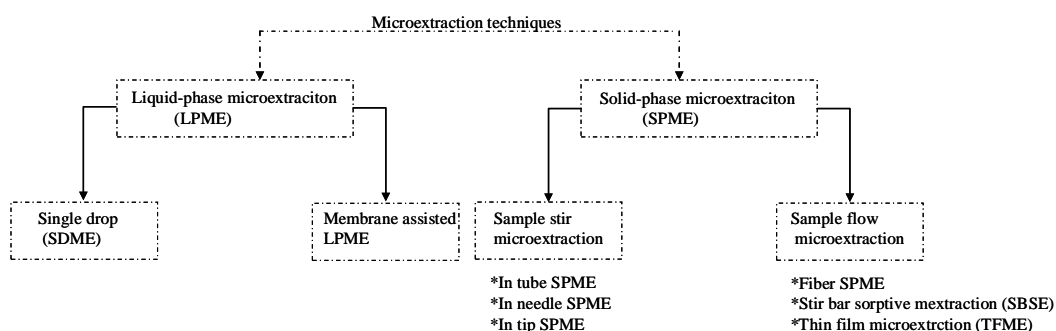 Microextraction techniques
Liquid-phase microextraciton
(LPME)
Solid-phase microextraciton
(SPME)
Single drop
(SDME)
Membrane assisted
LPME
Sample stir
microextraction
Sample flow
microextraction
*In tube SPME
*In needle SPME
*In tip SPME
*Fiber SPME
*Stir bar sorptive mextraction (SBSE)
*Thin film microextrction (TFME)